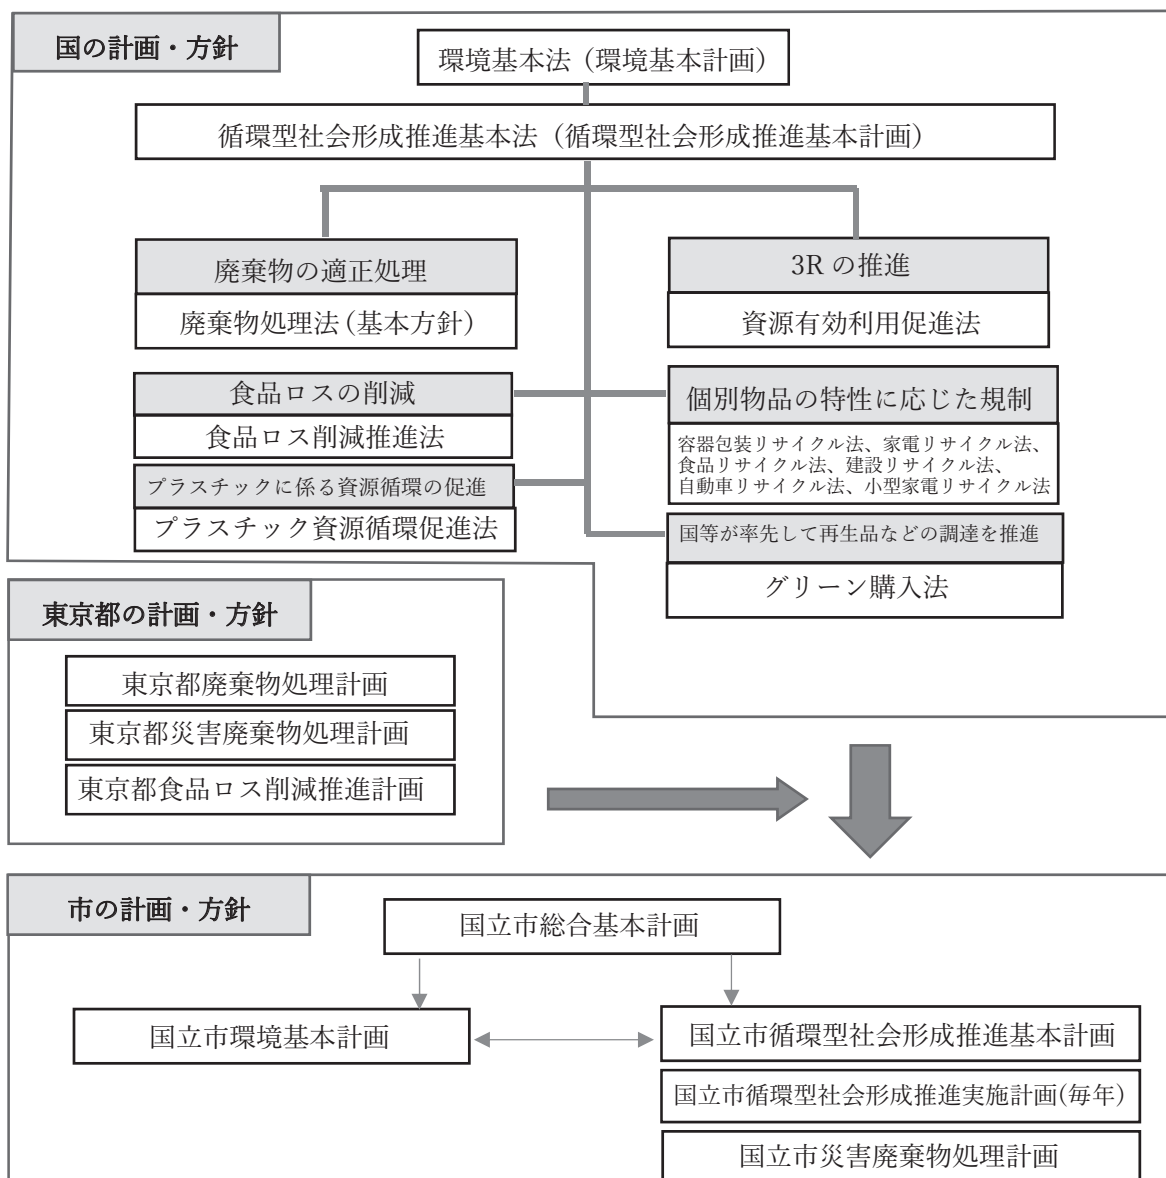 国の計画・方針
環境基本法（環境基本計画）
循環型社会形成推進基本法（循環型社会形成推進基本計画）
廃棄物の適正処理
廃棄物処理法（基本方針）
3R の推進
資源有効利用促進法
食品ロスの削減
食品ロス削減推進法
個別物品の特性に応じた規制
容器包装リサイクル法、家電リサイクル法、
食品リサイクル法、建設リサイクル法、
自動車リサイクル法、小型家電リサイクル法
プラスチックに係る資源循環の促進
プラスチック資源循環促進法
国等が率先して再生品などの調達を推進
グリーン購入法
東京都の計画・方針
東京都廃棄物処理計画
東京都災害廃棄物処理計画
東京都食品ロス削減推進計画
市の計画・方針
国立市総合基本計画
国立市環境基本計画
国立市循環型社会形成推進基本計画
国立市循環型社会形成推進実施計画(毎年)
国立市災害廃棄物処理計画